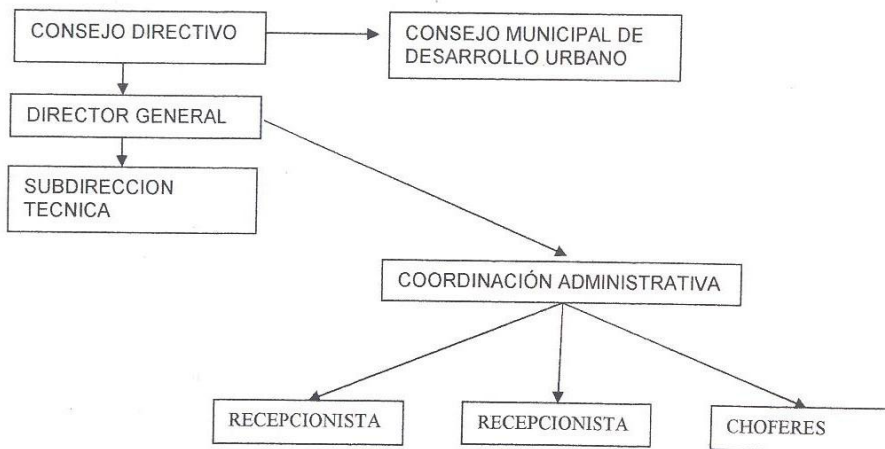 CONSEJO DIRECTIVO
CONSEJO MUNICIPAL DE
DESARROLLO URBANO
DIRECTOR GENERAL
SUBDIRECCION
TECNICA
COORDINACIÓN ADMINISTRATIVA
RECEPCIONISTA
RECEPCIONISTA
CHOFERES